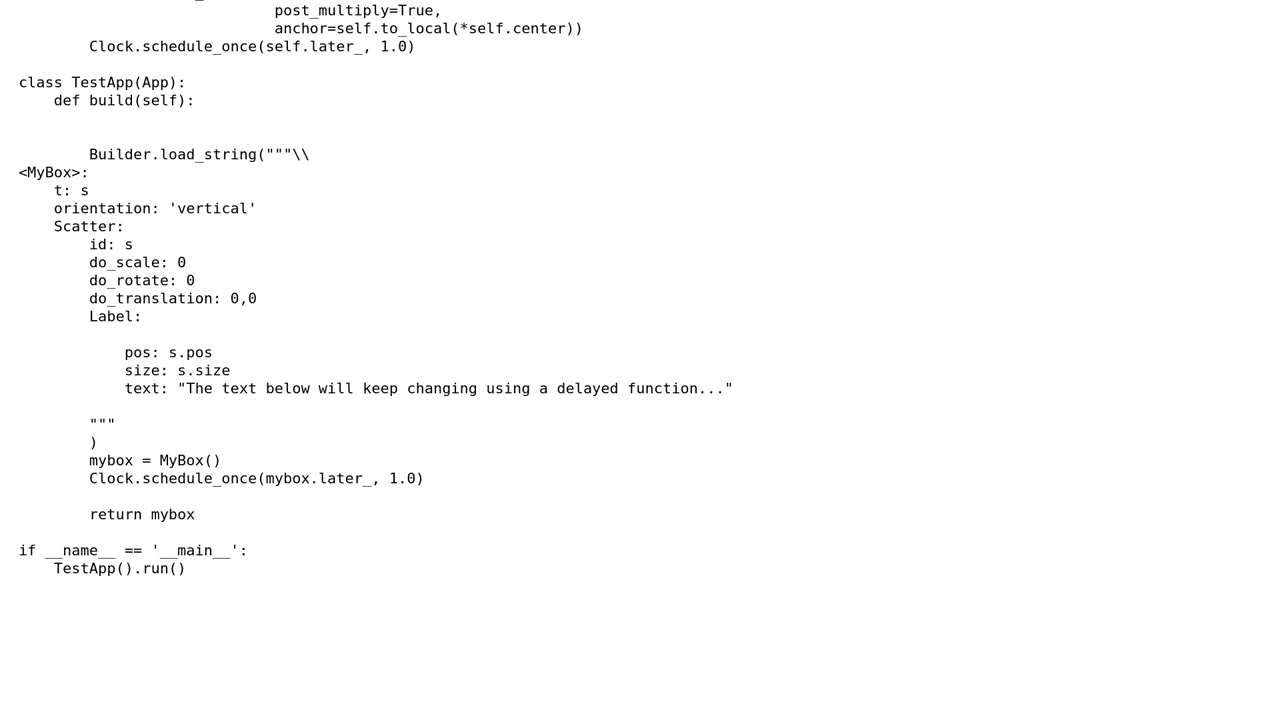 post_multiply=True,
                             anchor=self.to_local(*self.center))
        Clock.schedule_once(self.later_, 1.0)

class TestApp(App):
    def build(self):


        Builder.load_string("""\\
<MyBox>:
    t: s
    orientation: 'vertical'
    Scatter:
        id: s
        do_scale: 0
        do_rotate: 0
        do_translation: 0,0
        Label:

            pos: s.pos
            size: s.size
            text: "The text below will keep changing using a delayed function..."

        """
        )
        mybox = MyBox()
        Clock.schedule_once(mybox.later_, 1.0)

        return mybox

if __name__ == '__main__':
    TestApp().run()